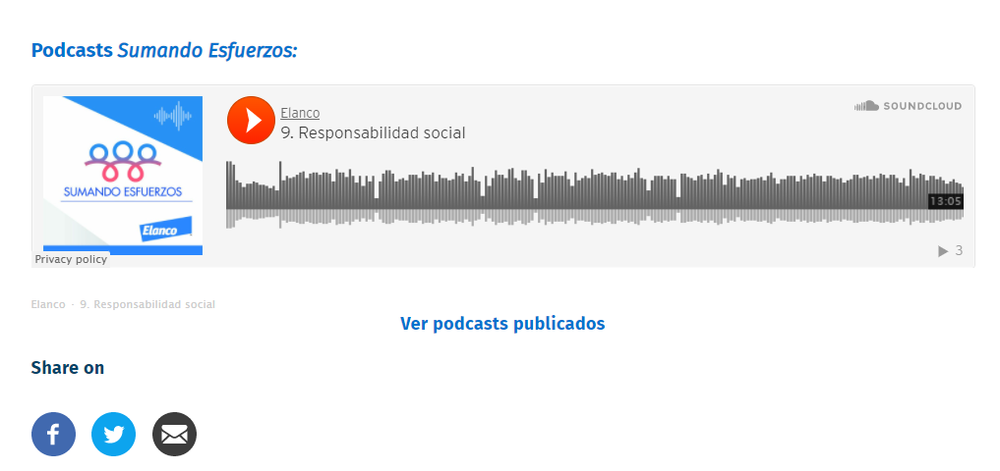 Podcasts Sumando Esfuerzos:
SUMANDO ESFUERZOS
Elanco
Privacy policy
Elanco
9. Responsabilidad social
SOUNDCLOUD
13:05
3
Elanco · 9. Responsabilidad social
Ver podcasts publicados
Share on